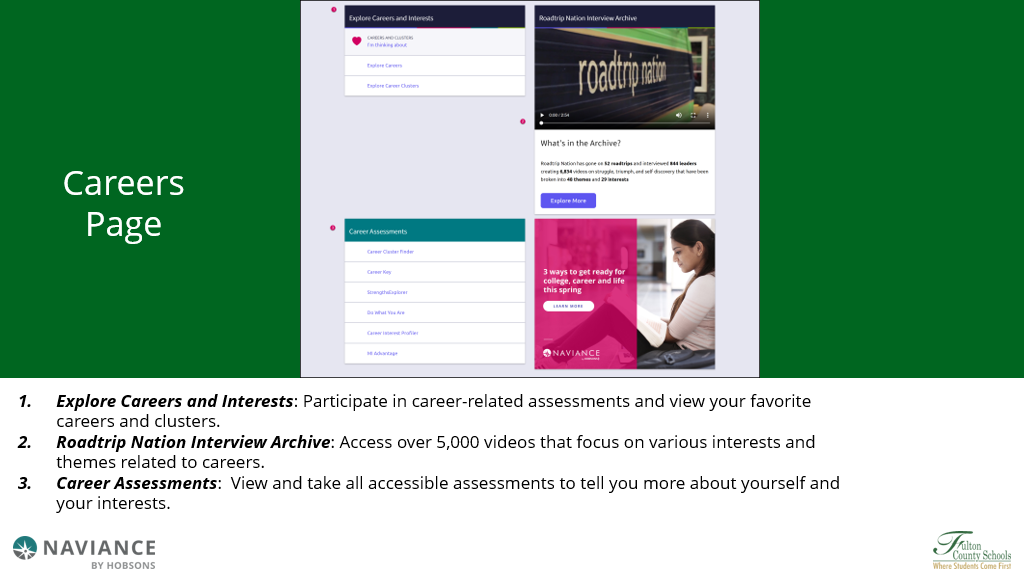 Careers
Page
1
Explore Careers and Interests
CAREERS AND CLUSTERS
I'm thinking about
Explore Careers
Explore Career Clusters
Roadtrip Nation Interview Archive
roadtrip nation
0:00 / 2:54
2
What's in the Archive?
Roadtrip Nation has gone on 52 roadtrips and interviewed 844 leaders
creating 6,834 videos on struggle, triumph, and self discovery that have been
broken into 40 themes and 29 interests
Explore More
3
Career Assessments
Career Cluster Finder
Career Key
StrengthsExplorer
Do What You Are
Career Interest Profiler
MI Advantage
3 ways to get ready for
college, career and life
this spring
LEARN MORE
NAVIANCE
1. Explore Careers and Interests: Participate in career-related assessments and view your favorite
careers and clusters.
2. Roadtrip Nation Interview Archive: Access over 5,000 videos that focus on various interests and
themes related to careers.
3. Career Assessments:  View and take all accessible assessments to tell you more about yourself and
your interests.
NAVIANCE
BY HOBSONS
Fulton
County Schools
Where Students Come First